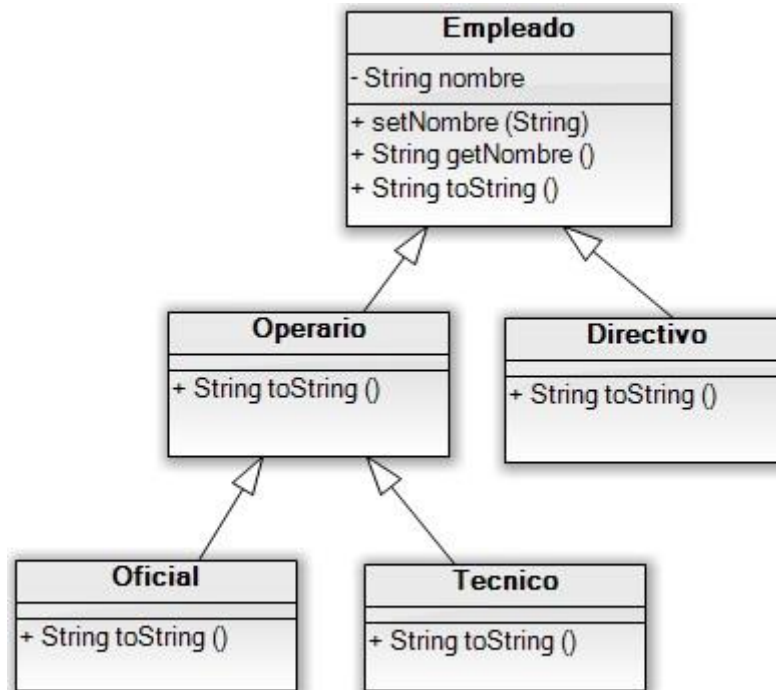 Empleado
- String nombre
+ setNombre (String)
+ String getNombre ()
+ String toString ()
Operario
+ String toString ()
Directivo
+ String toString ()
Oficial
+ String toString ()
Tecnico
+ String toString ()